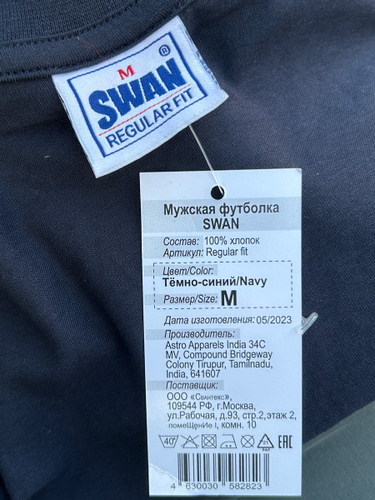 M
SWAN®
REGULAR FIT
Мужская футболка
SWAN
Состав: 100% хлопок
Артикул: Regular fit
Цвет/Color:
Тёмно-синий/Navy
Размер/Size: M
Дата изготовления: 05/2023
Производитель:
Astro Apparels India 34C
MV, Compound Bridgeway
Colony Tirupur, Tamilnadu,
India, 641607
Поставщик:
ООО «Свитекс»,
109544 РФ, г.Москва,
ул.Рабочая, д.93, стр.2, этаж 2,
помеЩЕнИе I, комн. 10
40° EAC
4 630030 582823